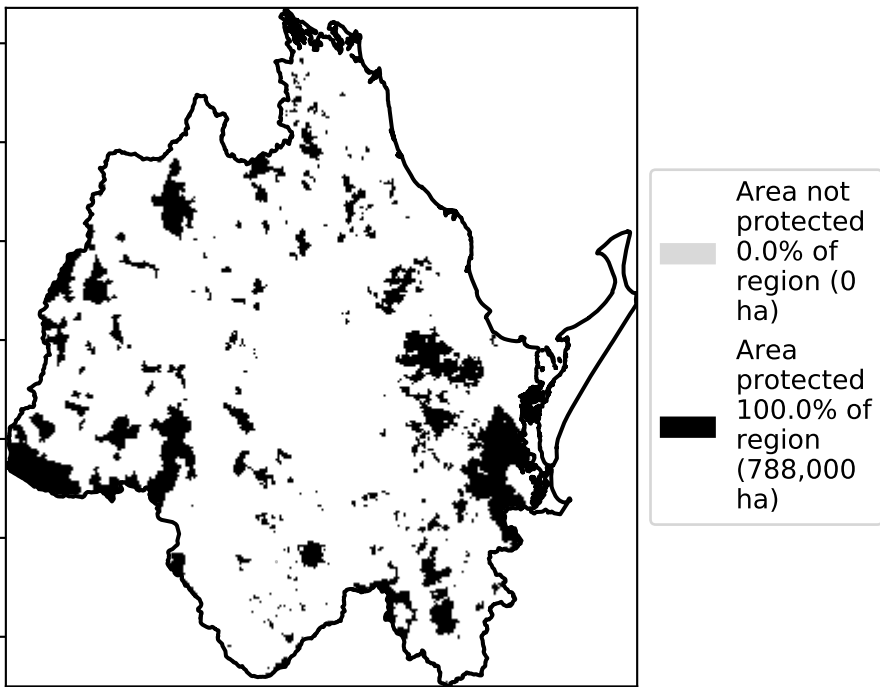 Area not
protected
0.0% of
region (0
ha)
Area
protected
100.0% of
region
(788,000
ha)